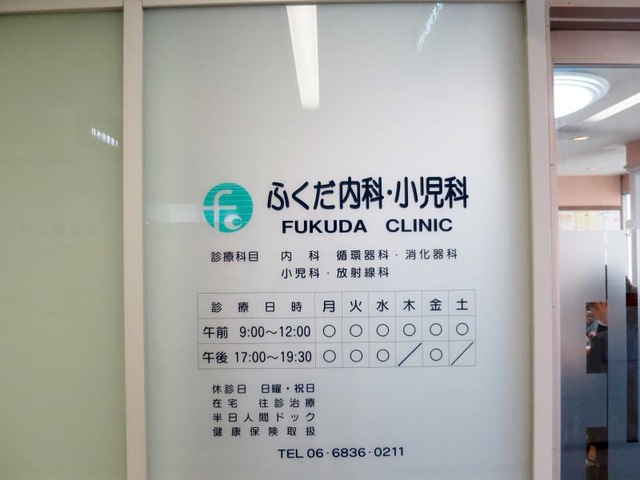 ふくだ内科・小児科
FUKUDA CLINIC
診療科目 内科 循環器科・消化器科
小児科・放射線科
診療日時 月 火 水 木 金 土
午前 9:00〜12:00 ○ ○ ○ ○ ○ ○
午後 17:00〜19:30 ○ ○ ○ ／ ○ ／
休診日 日曜・祝日
在宅 往診治療
半日人間ドック
健康保険取扱
TEL 06-6836-0211